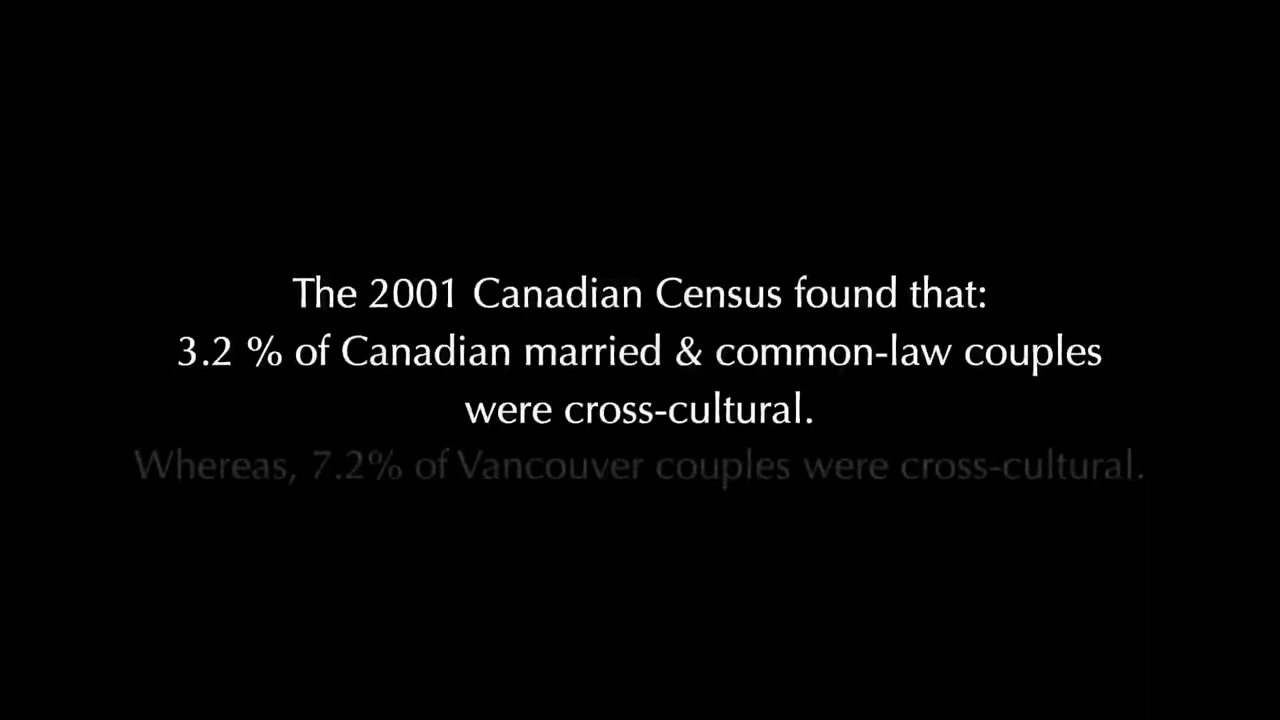 The 2001 Canadian Census found that:
3.2 % of Canadian married & common-law couples
were cross-cultural.
Whereas, 7.2% of Vancouver couples were cross-cultural.